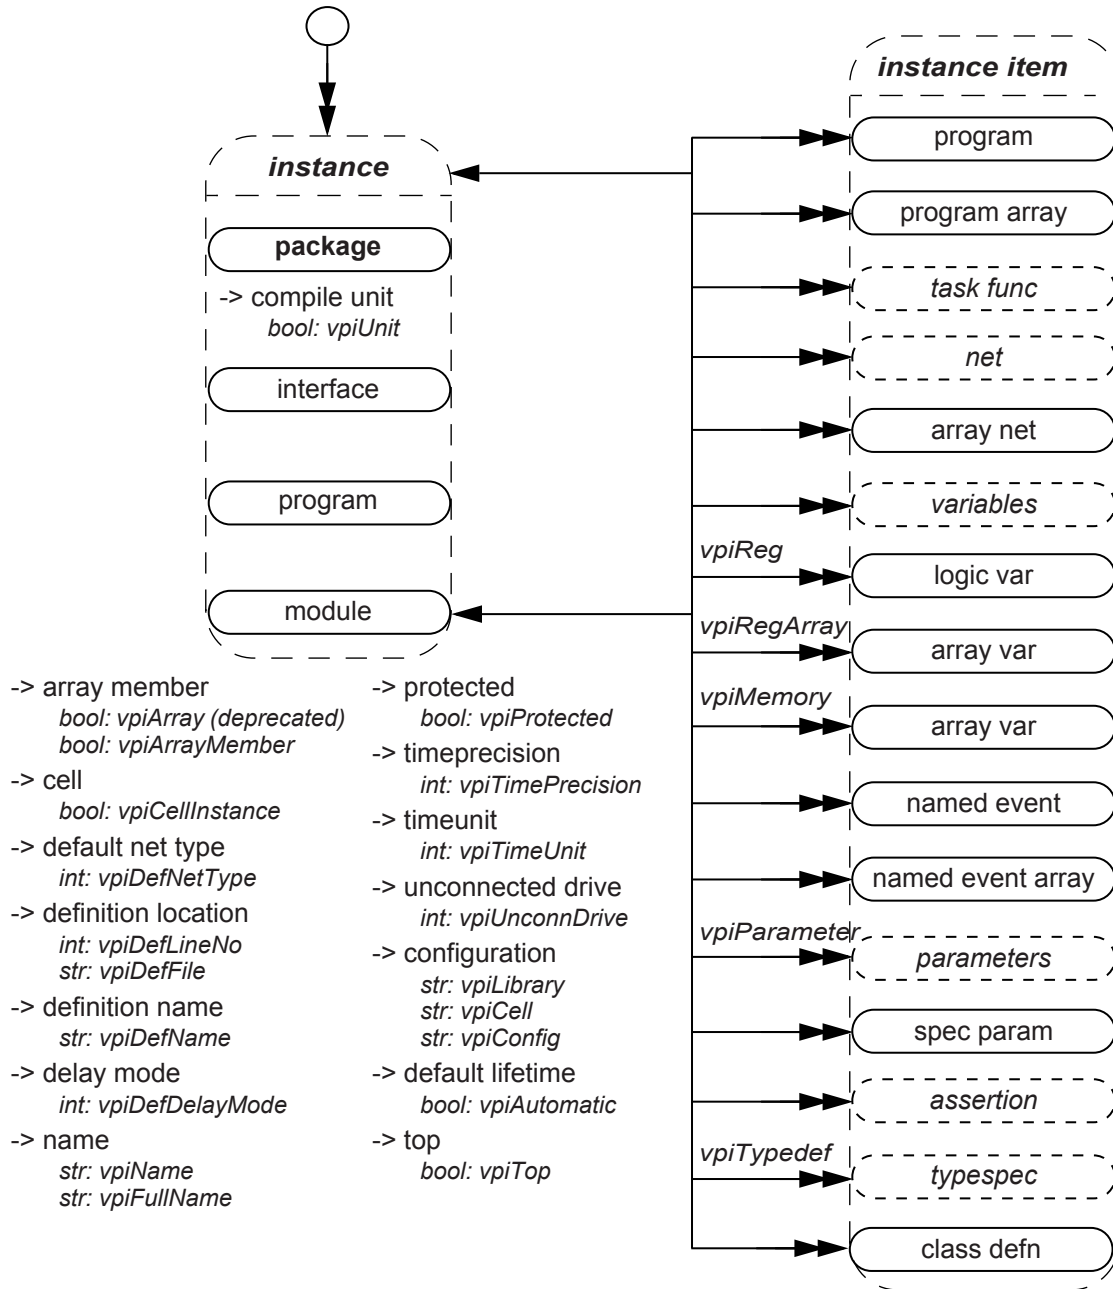 instance
package
-> compile unit
bool: vpiUnit
interface
program
module
-> array member
bool: vpiArray (deprecated)
bool: vpiArrayMember
-> cell
bool: vpiCellInstance
-> default net type
int: vpiDefNetType
-> definition location
int: vpiDefLineNo
str: vpiDefFile
-> definition name
str: vpiDefName
-> delay mode
int: vpiDefDelayMode
-> name
str: vpiName
str: vpiFullName
-> protected
bool: vpiProtected
-> timeprecision
int: vpiTimePrecision
-> timeunit
int: vpiTimeUnit
-> unconnected drive
int: vpiUnconnDrive
-> configuration
str: vpiLibrary
str: vpiCell
str: vpiConfig
-> default lifetime
bool: vpiAutomatic
-> top
bool: vpiTop
instance item
program
program array
task func
net
array net
variables
vpiReg
logic var
vpiRegArray
array var
vpiMemory
array var
named event
named event array
vpiParameter
parameters
spec param
assertion
vpiTypedef
typespec
class defn